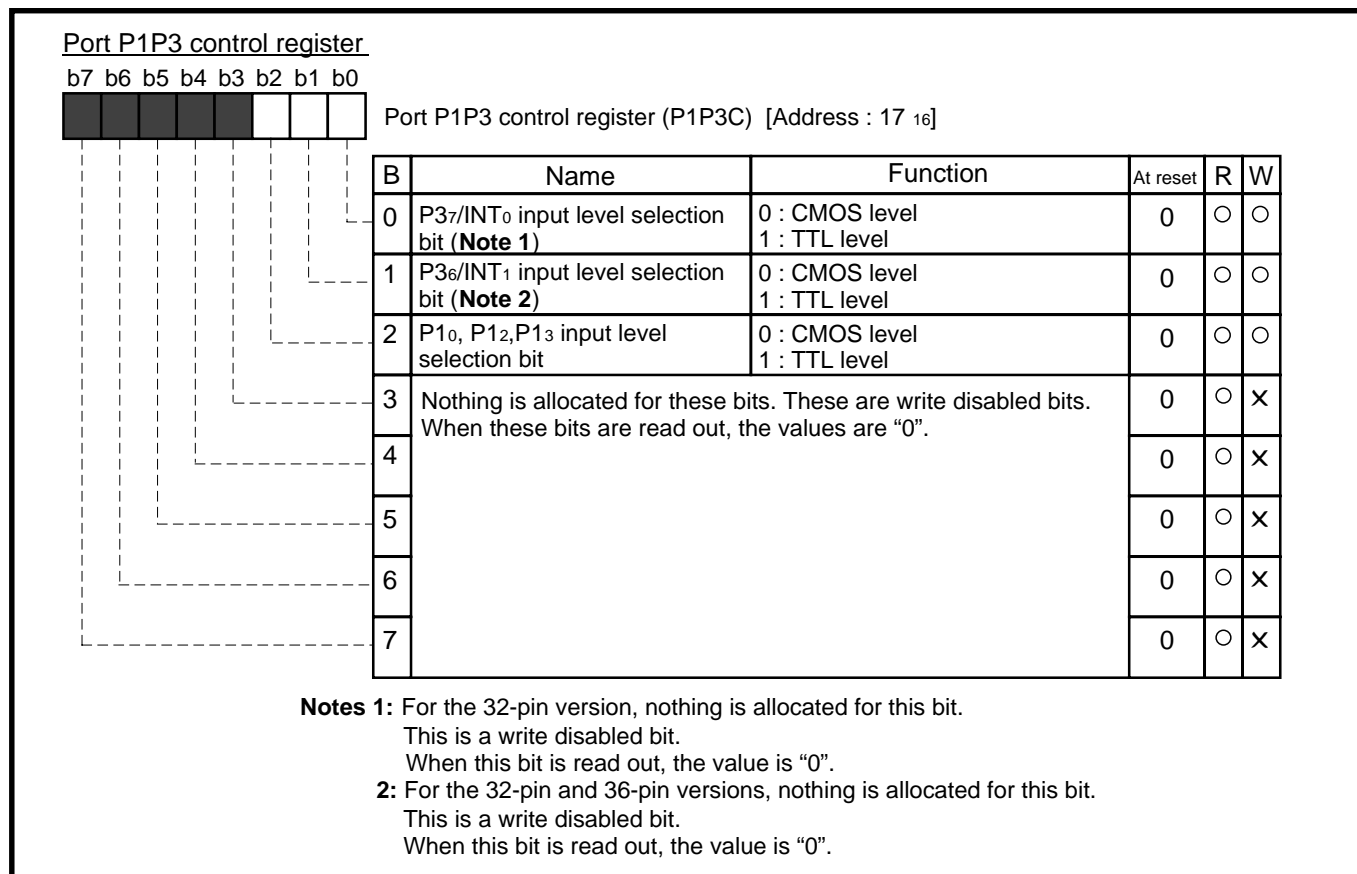 Port P1P3 control register
b7 b6 b5 b4 b3 b2 b1 b0
Port P1P3 control register (P1P3C) [Address : 17 16]
B Name Function At reset R W
0 P37/INT0 input level selection bit (Note 1) 0 : CMOS level 1 : TTL level 0 ○ ○
1 P36/INT1 input level selection bit (Note 2) 0 : CMOS level 1 : TTL level 0 ○ ○
2 P10, P12,P13 input level selection bit 0 : CMOS level 1 : TTL level 0 ○ ○
3 Nothing is allocated for these bits. These are write disabled bits. When these bits are read out, the values are “0”. 0 ○ ×
4 0 ○ ×
5 0 ○ ×
6 0 ○ ×
7 0 ○ ×
Notes 1: For the 32-pin version, nothing is allocated for this bit.
This is a write disabled bit.
When this bit is read out, the value is “0”.
2: For the 32-pin and 36-pin versions, nothing is allocated for this bit.
This is a write disabled bit.
When this bit is read out, the value is “0”.